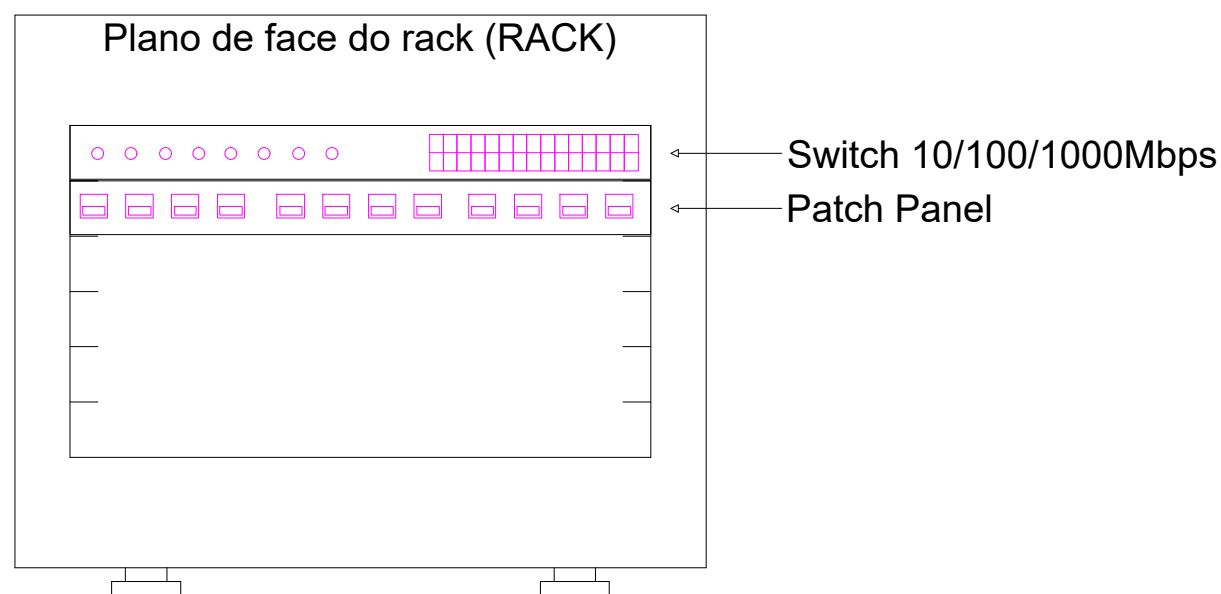 Plano de face do rack (RACK)
Switch 10/100/1000Mbps
Patch Panel